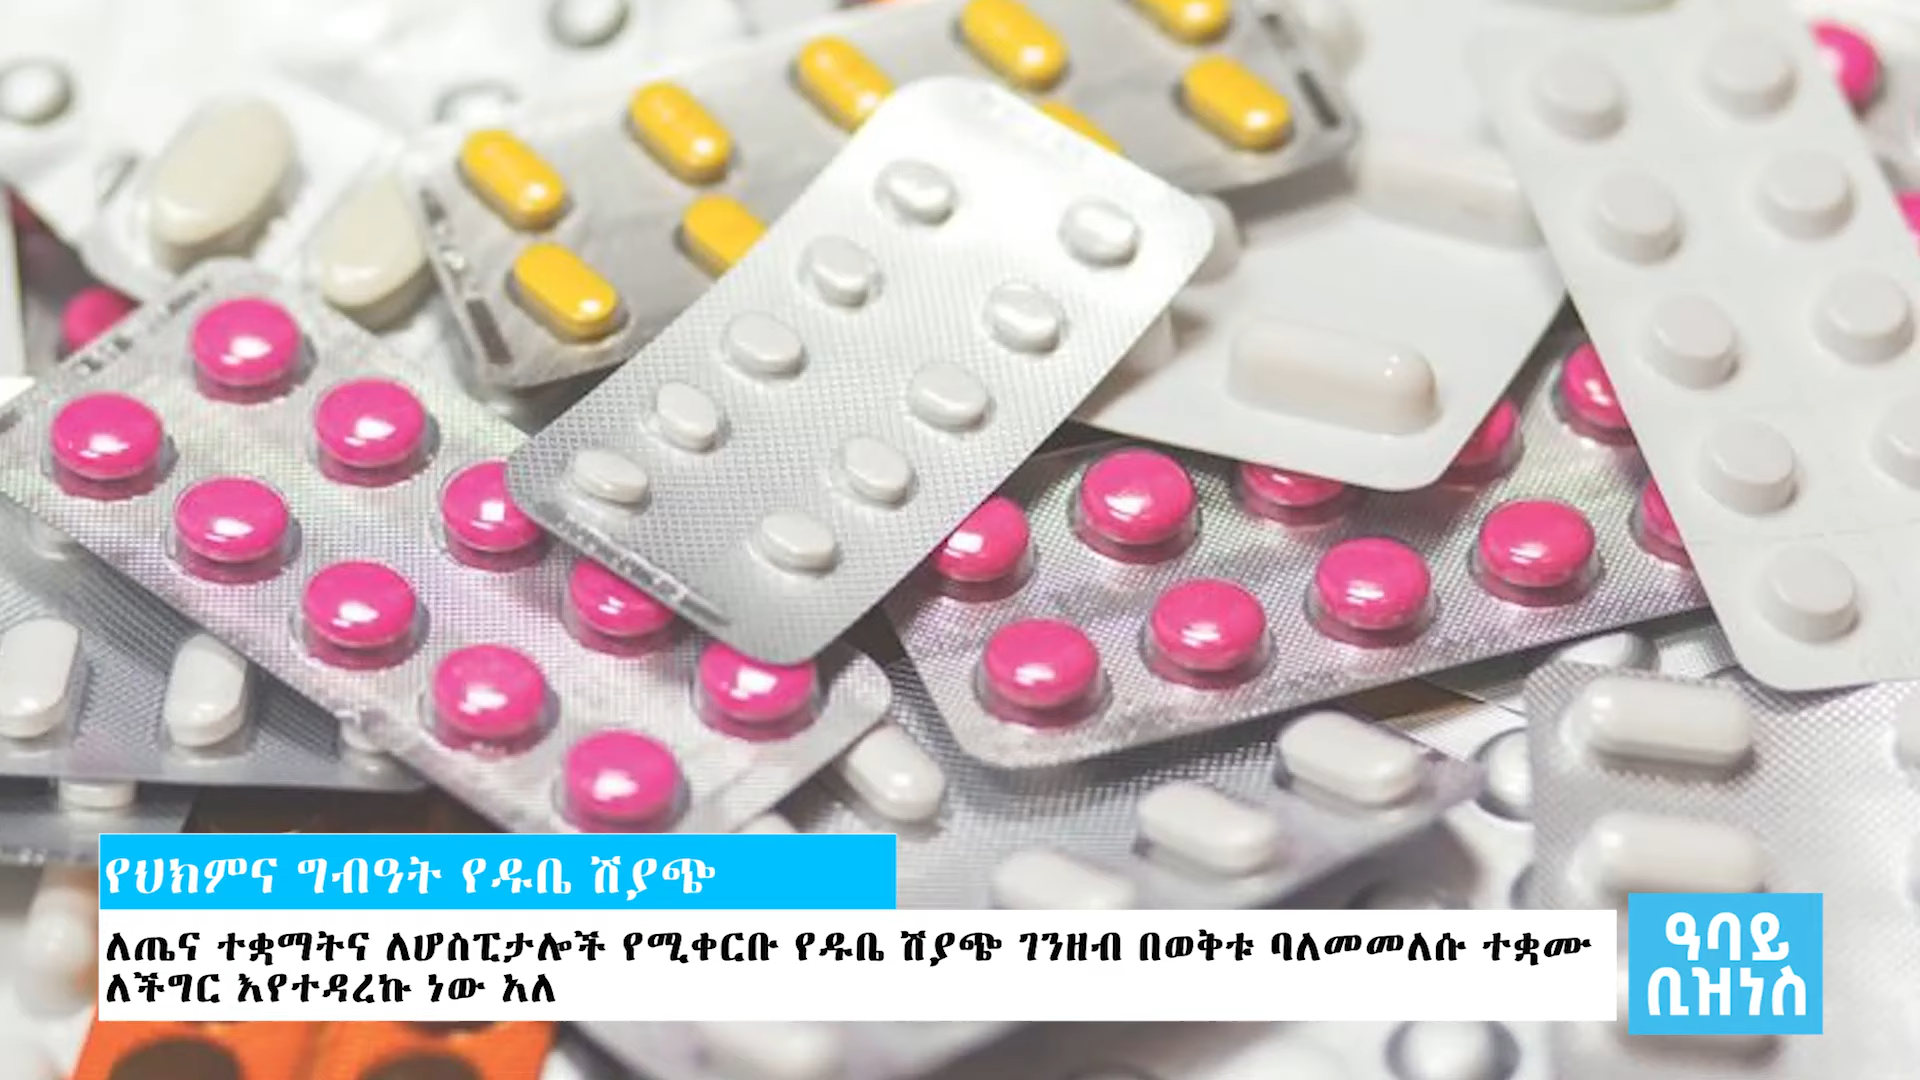 የህክምና ግብዓት የዱቤ ሽያጭ
ለጤና ተቋማትና ለሆስፒታሎች የሚቀርቡ የዱቤ ሽያጭ ገንዘብ በወቅቱ ባለመመለሱ ተቋሙ
ለችግር እየተዳረኩ ነው አለ
ዓባይ
ቢዝነስ